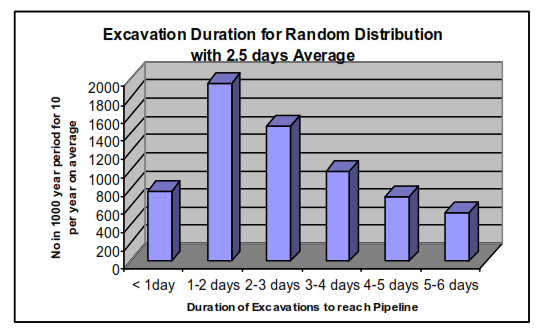 Excavation Duration for Random Distribution
with 2.5 days Average
No in 1000 year period for 10
per year on average
2000
1800
1600
1400
1200
1000
800
600
400
200
0
< 1day 1-2 days 2-3 days 3-4 days 4-5 days 5-6 days
Duration of Excavations to reach Pipeline